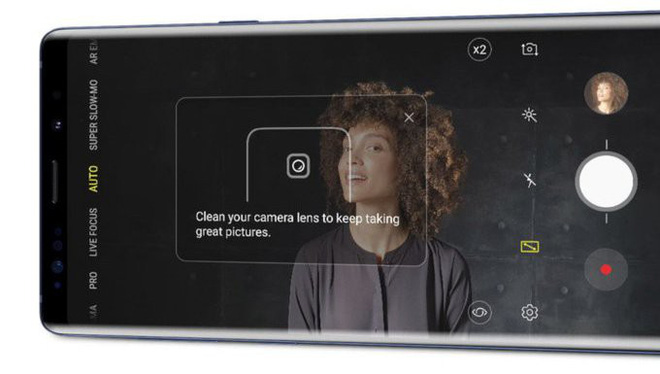 AR EM
SUPER SLOW-MO
AUTO
LIVE FOCUS
PRO
x2
Clean your camera lens to keep taking
great pictures.